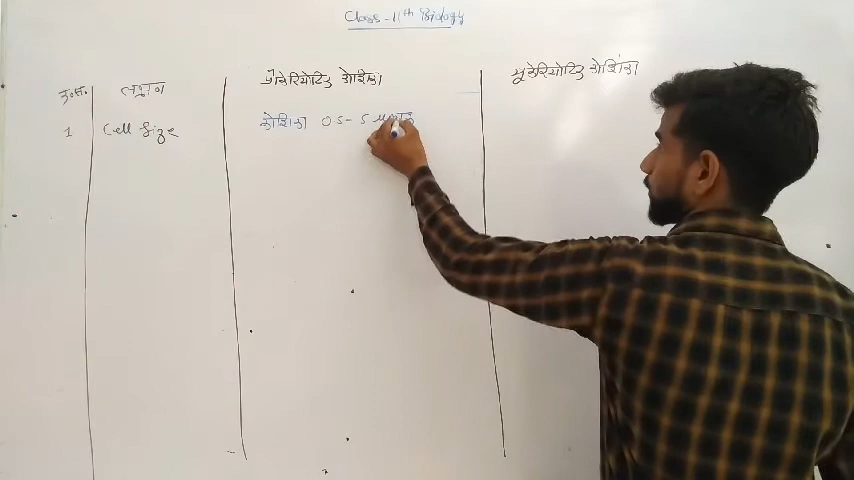 Class - 11th Biology
क्र.सं. लक्षण प्रोकेरियोटिक कोशिका यूकेरियोटिक कोशिका
1 Cell Size कोशिका 0.5 - 5